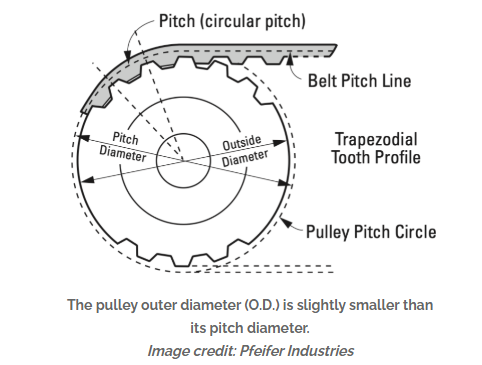 Pitch (circular pitch)
Belt Pitch Line
Pitch
Diameter
Outside
Diameter
Trapezodial
Tooth Profile
Pulley Pitch Circle
The pulley outer diameter (O.D.) is slightly smaller than
its pitch diameter.
Image credit: Pfeifer Industries